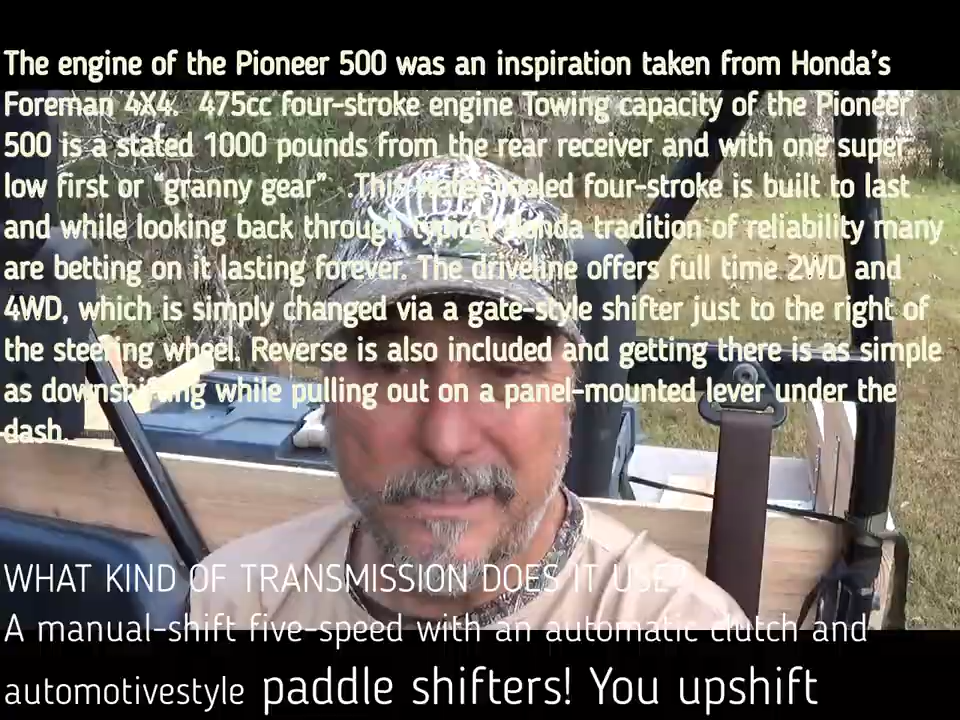 The engine of the Pioneer 500 was an inspiration taken from Honda's
Foreman 4X4. 475cc four-stroke engine Towing capacity of the Pioneer
500 is a stated 1000 pounds from the rear receiver and with one super
low first or "granny gear" . This water cooled four-stroke is built to last
and while looking back through typical Honda tradition of reliability many
are betting on it lasting forever. The driveline offers full time 2WD and
4WD, which is simply changed via a gate-style shifter just to the right of
the steering wheel. Reverse is also included and getting there is as simple
as downshifting while pulling out on a panel-mounted lever under the
dash.
WHAT KIND OF TRANSMISSION DOES IT USE?
A manual-shift five-speed with an automatic clutch and
automotivestyle paddle shifters! You upshift